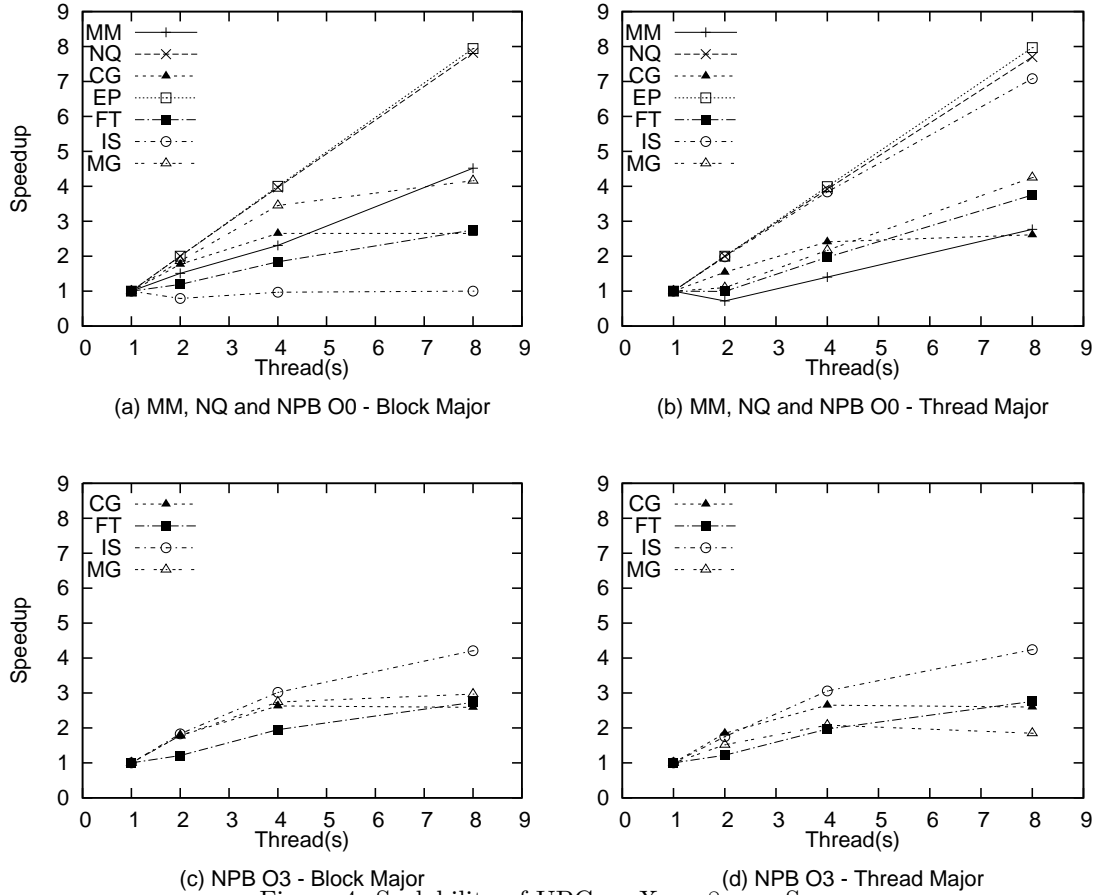 9
8
7
6
5
4
3
2
1
0
Speedup
MM
NQ
CG
EP
FT
IS
MG
0 1 2 3 4 5 6 7 8 9
Thread(s)
(a) MM, NQ and NPB O0 - Block Major
9
8
7
6
5
4
3
2
1
0
MM
NQ
CG
EP
FT
IS
MG
0 1 2 3 4 5 6 7 8 9
Thread(s)
(b) MM, NQ and NPB O0 - Thread Major
9
8
7
6
5
4
3
2
1
0
Speedup
CG
FT
IS
MG
0 1 2 3 4 5 6 7 8 9
Thread(s)
(c) NPB O3 - Block Major
9
8
7
6
5
4
3
2
1
0
CG
FT
IS
MG
0 1 2 3 4 5 6 7 8 9
Thread(s)
(d) NPB O3 - Thread Major
Scalability of UPC